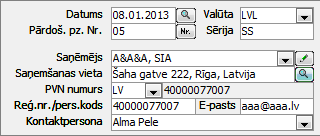 Datums 08.01.2013 Valūta LVL
Pārdoš. pz. Nr. 05 Nr. Sērija SS
Saņēmējs A&A&A, SIA
Saņemšanas vieta Šaha gatve 222, Rīga, Latvija
PVN numurs LV 40000077007
Reģ.nr./pers.kods 40000077007 E-pasts aaa@aaa.lv
Kontaktpersona Alma Pele